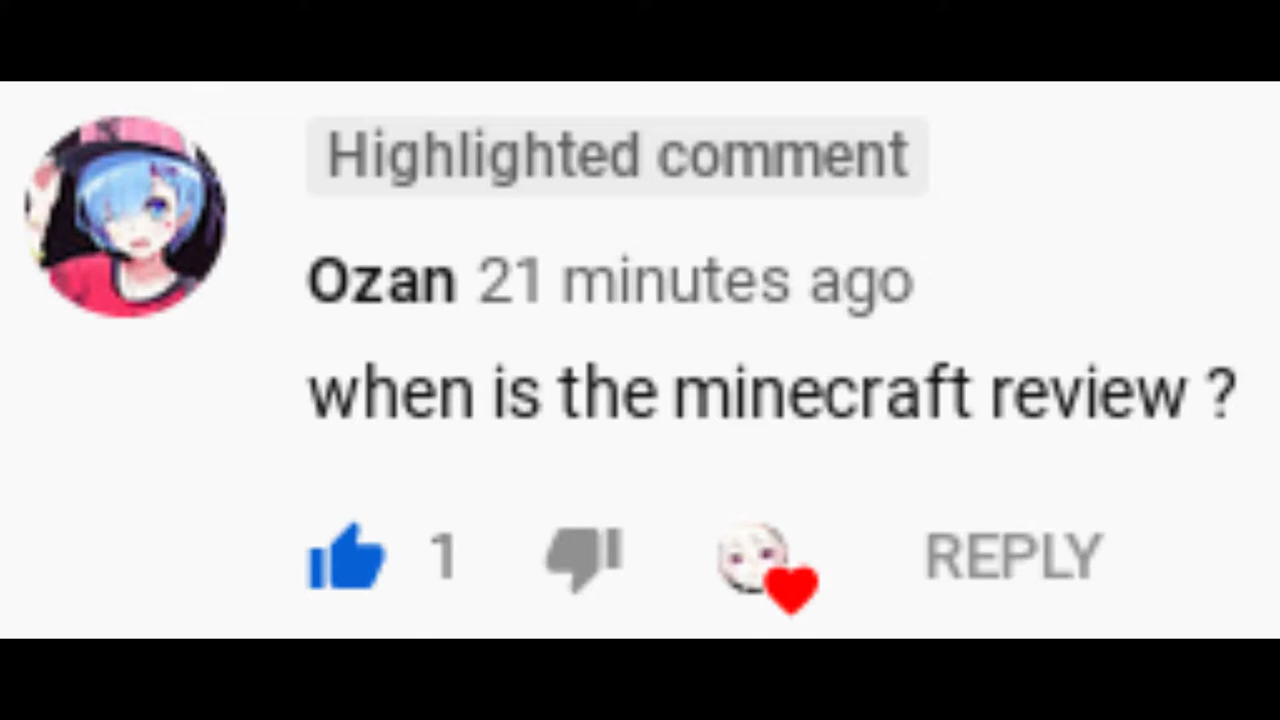 Highlighted comment
Ozan 21 minutes ago
when is the minecraft review ?
1 REPLY